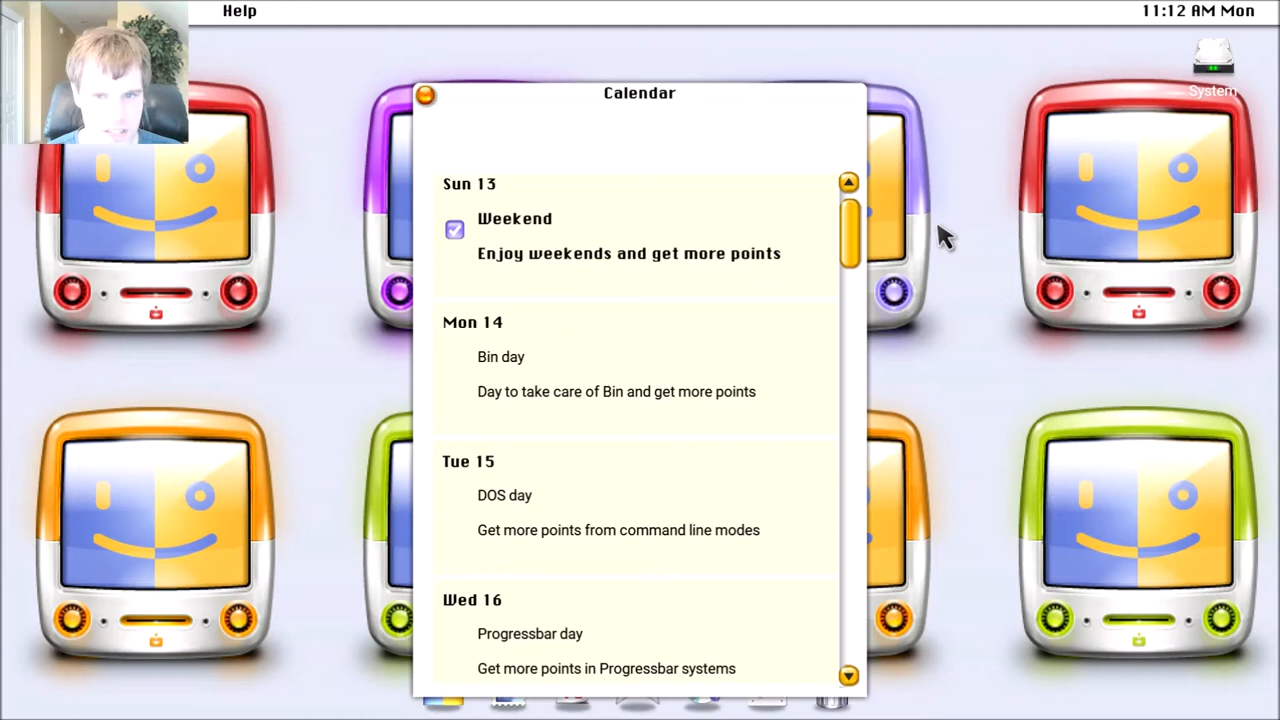 Help
11:12 AM Mon
System
Calendar
Sun 13
Weekend
Enjoy weekends and get more points
Mon 14
Bin day
Day to take care of Bin and get more points
Tue 15
DOS day
Get more points from command line modes
Wed 16
Progressbar day
Get more points in Progressbar systems